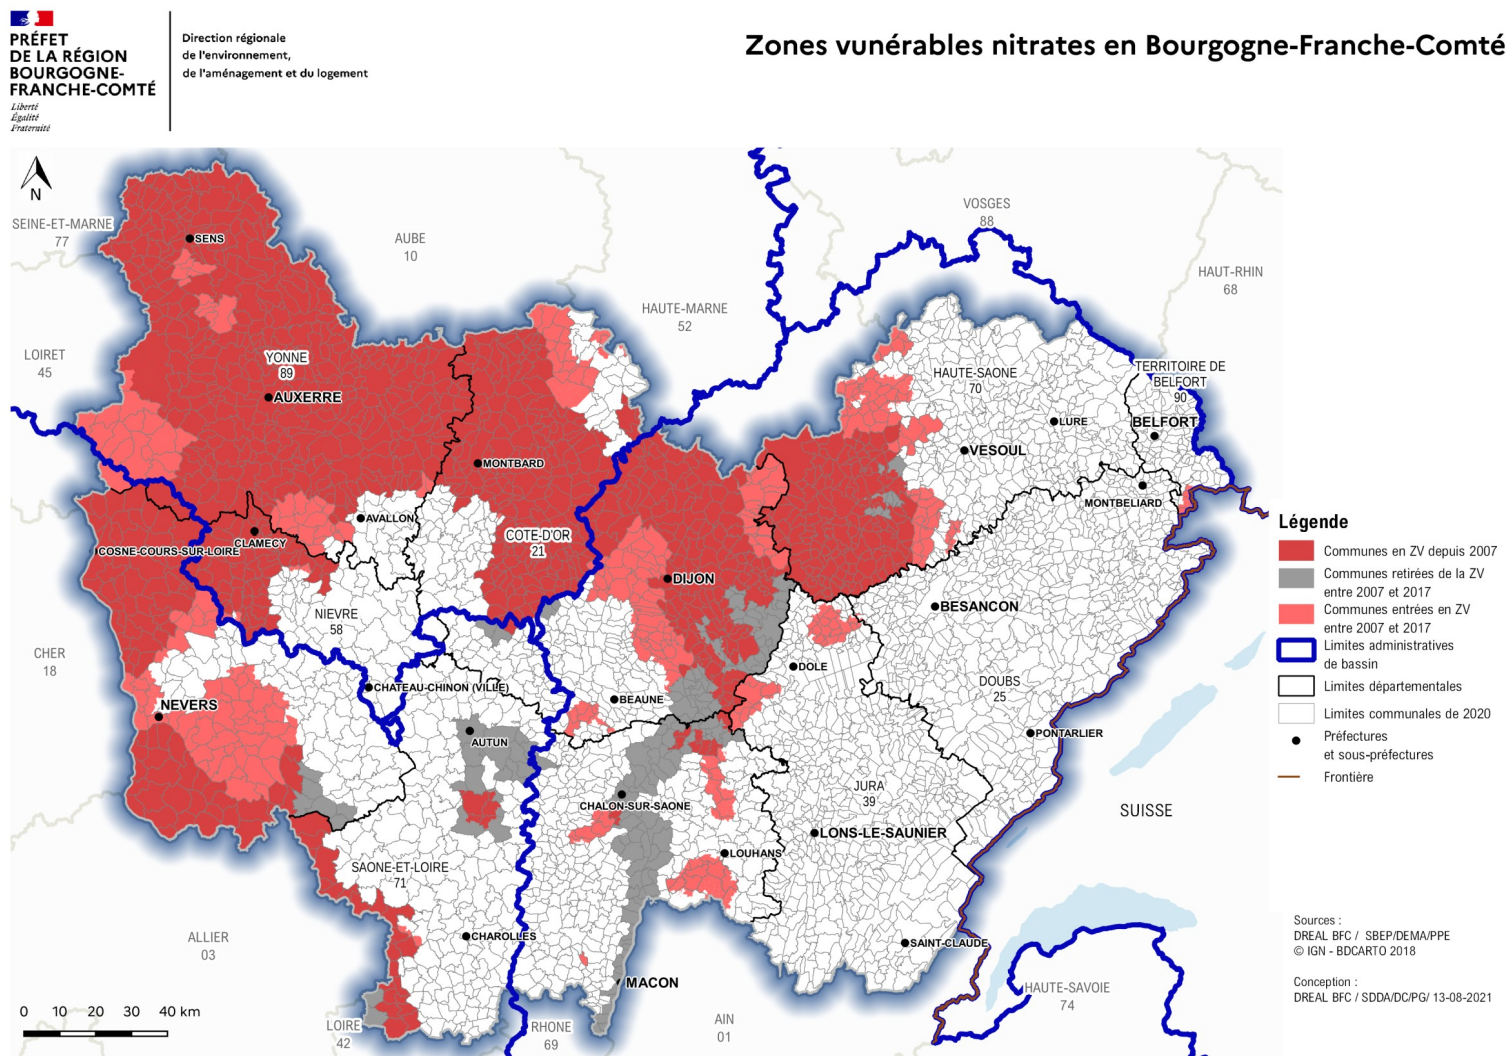 PRÉFET
DE LA RÉGION
BOURGOGNE-
FRANCHE-COMTÉ
Liberté
Égalité
Fraternité
Direction régionale
de l'environnement,
de l'aménagement et du logement
Zones vunérables nitrates en Bourgogne-Franche-Comté
N
SEINE-ET-MARNE
77
SENS
AUBE
10
VOSGES
88
HAUT-RHIN
68
HAUTE-MARNE
52
LOIRET
45
YONNE
89
AUXERRE
HAUTE-SAONE
70
TERRITOIRE DE
BELFORT
90
BELFORT
LURE
VESOUL
MONTBARD
MONTBELIARD
AVALLON
COTE-D'OR
21
CLAMECY
COSNE-COURS-SUR-LOIRE
DIJON
BESANCON
NIEVRE
58
CHER
18
DOLE
DOUBS
25
CHATEAU-CHINON (VILLE)
BEAUNE
NEVERS
AUTUN
PONTARLIER
JURA
39
CHALON-SUR-SAONE
SUISSE
LONS-LE-SAUNIER
LOUHANS
SAONE-ET-LOIRE
71
ALLIER
03
CHAROLLES
SAINT-CLAUDE
MACON
HAUTE-SAVOIE
74
LOIRE
42
RHONE
69
AIN
01
0 10 20 30 40 km
Légende
Communes en ZV depuis 2007
Communes retirées de la ZV
entre 2007 et 2017
Communes entrées en ZV
entre 2007 et 2017
Limites administratives
de bassin
Limites départementales
Limites communales de 2020
Préfectures
et sous-préfectures
Frontière
Sources :
DREAL BFC / SBEP/DEMA/PPE
© IGN - BDCARTO 2018
Conception :
DREAL BFC / SDDA/DC/PG/ 13-08-2021